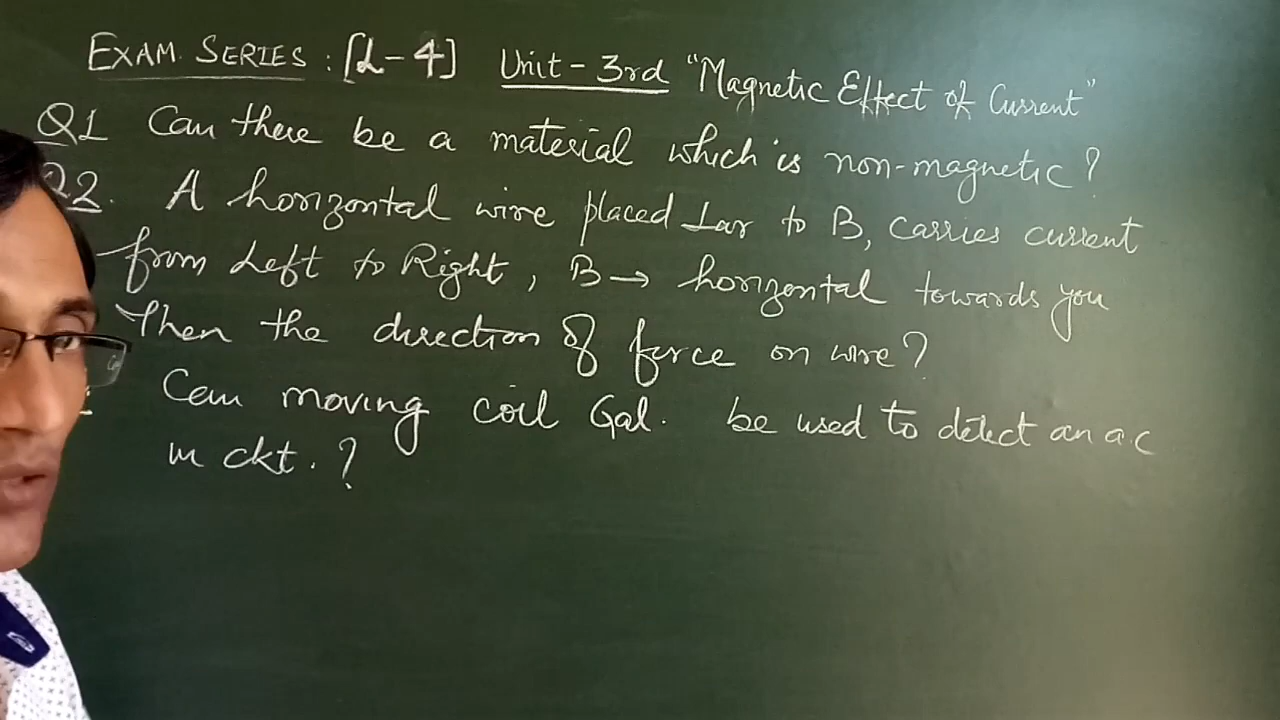 EXAM. SERIES : [L-4] Unit - 3rd "Magnetic Effect of Current"
Q1 Can there be a material which is non-magnetic?
Q2. A horizontal wire placed ⊥ar to B, carries current
from Left to Right, B → horizontal towards you
Then the direction of force on wire?
Can moving coil Gal. be used to detect an a.c
in ckt. ?